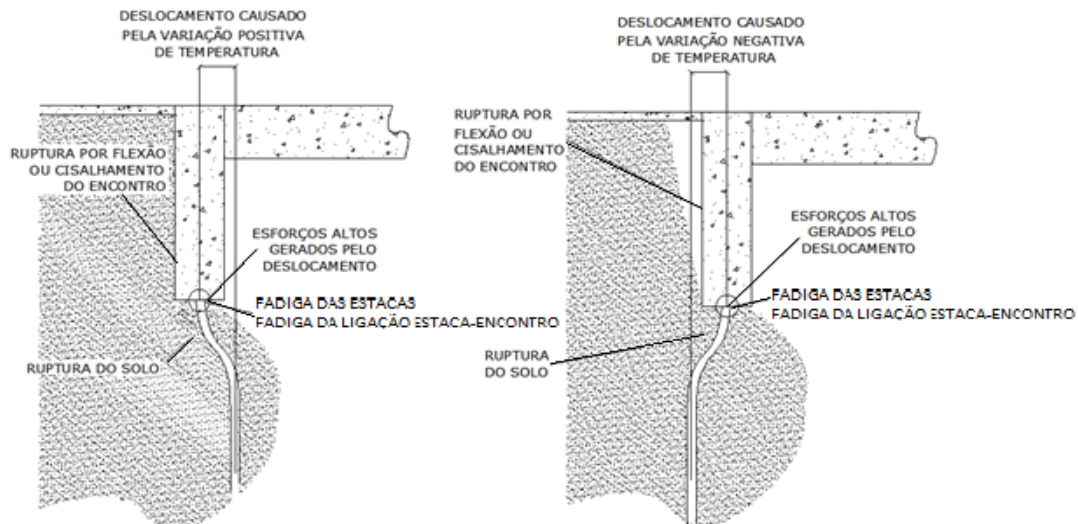 DESLOCAMENTO CAUSADO
PELA VARIAÇÃO POSITIVA
DE TEMPERATURA
RUPTURA POR FLEXÃO
OU CISALHAMENTO
DO ENCONTRO
ESFORÇOS ALTOS
GERADOS PELO
DESLOCAMENTO
FADIGA DAS ESTACAS
FADIGA DA LIGAÇÃO ESTACA-ENCONTRO
RUPTURA DO SOLO
DESLOCAMENTO CAUSADO
PELA VARIAÇÃO NEGATIVA
DE TEMPERATURA
RUPTURA POR
FLEXÃO OU
CISALHAMENTO
DO ENCONTRO
ESFORÇOS ALTOS
GERADOS PELO
DESLOCAMENTO
FADIGA DAS ESTACAS
FADIGA DA LIGAÇÃO ESTACA-ENCONTRO
RUPTURA
DO SOLO